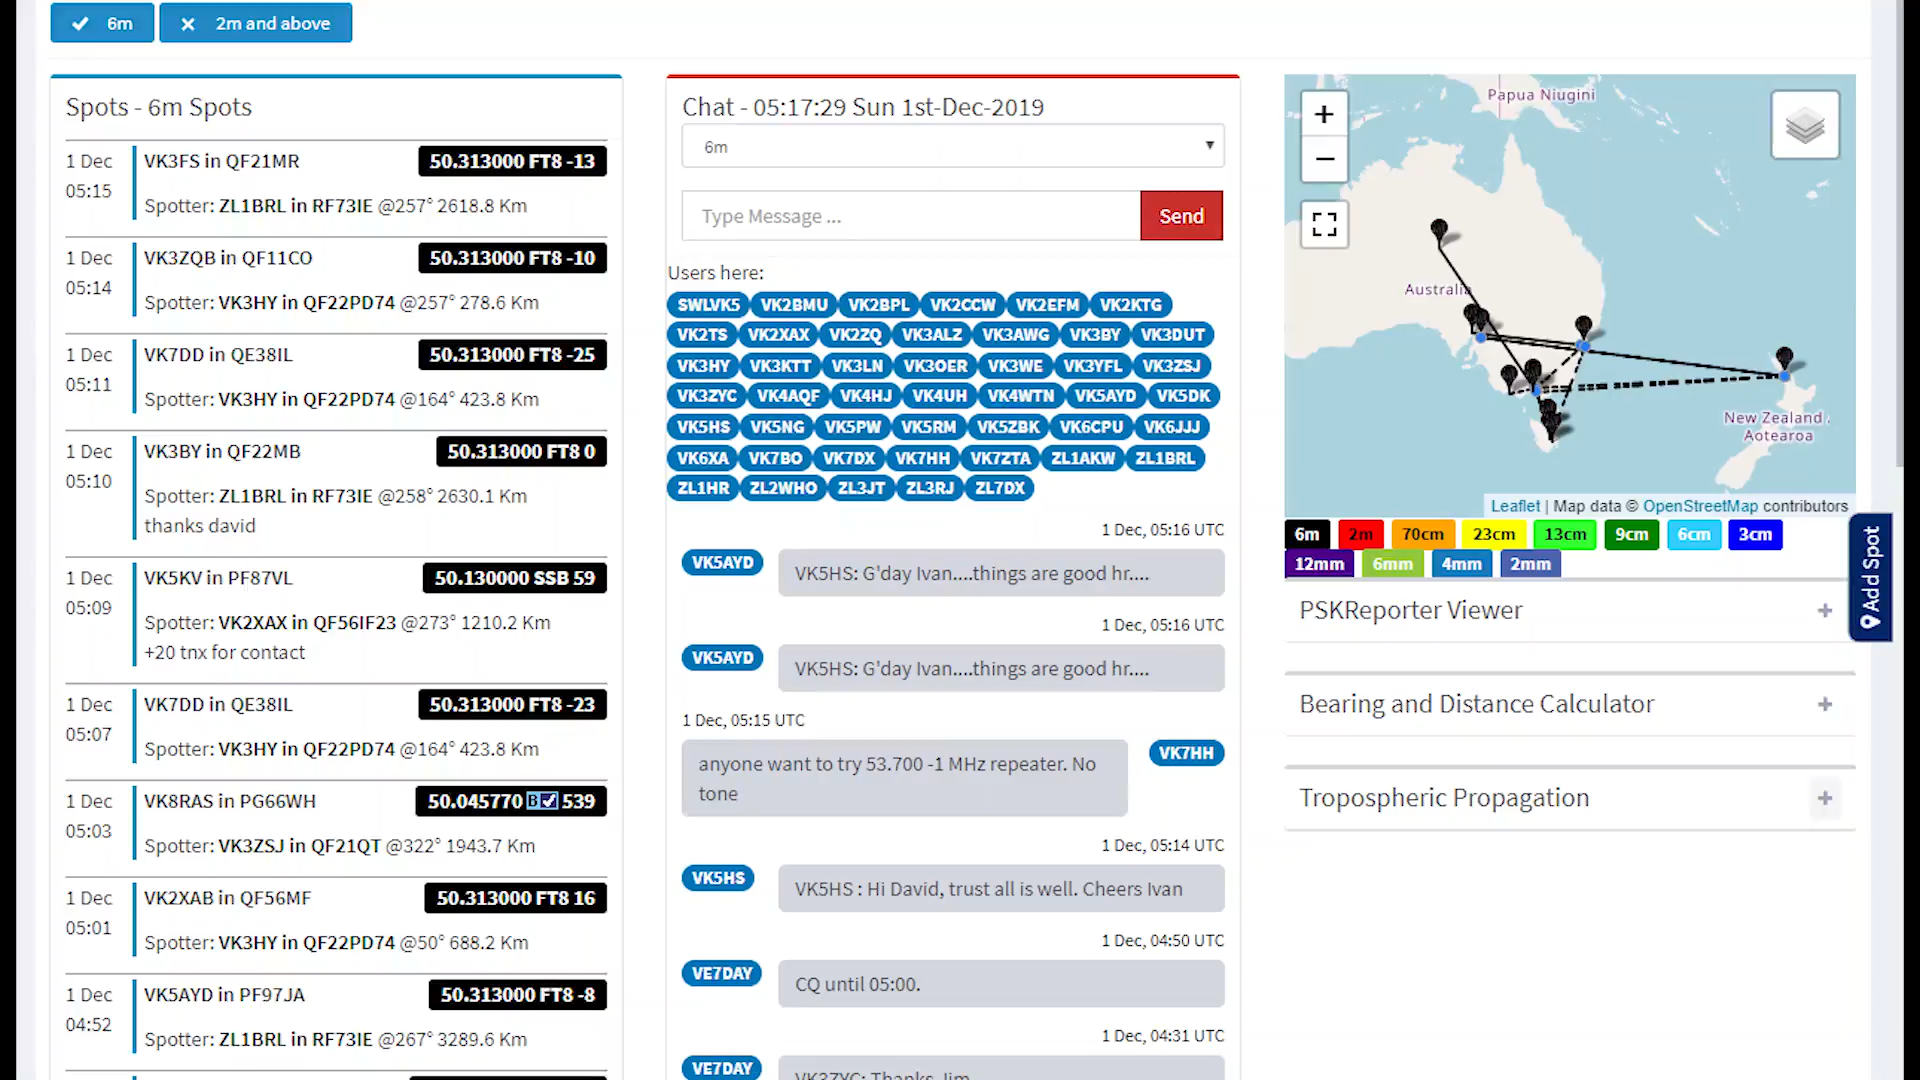 6m
2m and above
Spots - 6m Spots
1 Dec
05:15
VK3FS in QF21MR
50.313000 FT8 -13
Spotter: ZL1BRL in RF73IE @257° 2618.8 Km
1 Dec
05:14
VK3ZQB in QF11CO
50.313000 FT8 -10
Spotter: VK3HY in QF22PD74 @257° 278.6 Km
1 Dec
05:11
VK7DD in QE38IL
50.313000 FT8 -25
Spotter: VK3HY in QF22PD74 @164° 423.8 Km
1 Dec
05:10
VK3BY in QF22MB
50.313000 FT8 0
Spotter: ZL1BRL in RF73IE @258° 2630.1 Km
thanks david
1 Dec
05:09
VK5KV in PF87VL
50.130000 SSB 59
Spotter: VK2XAX in QF56IF23 @273° 1210.2 Km
+20 tnx for contact
1 Dec
05:07
VK7DD in QE38IL
50.313000 FT8 -23
Spotter: VK3HY in QF22PD74 @164° 423.8 Km
1 Dec
05:03
VK8RAS in PG66WH
50.045770 B 539
Spotter: VK3ZSJ in QF21QT @322° 1943.7 Km
1 Dec
05:01
VK2XAB in QF56MF
50.313000 FT8 16
Spotter: VK3HY in QF22PD74 @50° 688.2 Km
1 Dec
04:52
VK5AYD in PF97JA
50.313000 FT8 -8
Spotter: ZL1BRL in RF73IE @267° 3289.6 Km
Chat - 05:17:29 Sun 1st-Dec-2019
6m
Type Message ...
Send
Users here:
SWLVK5 VK2BMU VK2BPL VK2CCW VK2EFM VK2KTG
VK2TS VK2XAX VK2ZQ VK3ALZ VK3AWG VK3BY VK3DUT
VK3HY VK3KTT VK3LN VK3OER VK3WE VK3YFL VK3ZSJ
VK3ZYC VK4AQF VK4HJ VK4UH VK4WTN VK5AYD VK5DK
VK5HS VK5NG VK5PW VK5RM VK5ZBK VK6CPU VK6JJJ
VK6XA VK7BO VK7DX VK7HH VK7ZTA ZL1AKW ZL1BRL
ZL1HR ZL2WHO ZL3JT ZL3RJ ZL7DX
1 Dec, 05:16 UTC
VK5AYD
VK5HS: G'day Ivan....things are good hr....
1 Dec, 05:16 UTC
VK5AYD
VK5HS: G'day Ivan....things are good hr....
1 Dec, 05:15 UTC
anyone want to try 53.700 -1 MHz repeater. No
tone
VK7HH
1 Dec, 05:14 UTC
VK5HS
VK5HS : Hi David, trust all is well. Cheers Ivan
1 Dec, 04:50 UTC
VE7DAY
CQ until 05:00.
1 Dec, 04:31 UTC
VE7DAY
VK3ZYC: Thanks Jim
+
−
Papua Niugini
Australia
New Zealand /
Aotearoa
Leaflet | Map data © OpenStreetMap contributors
6m 2m 70cm 23cm 13cm 9cm 6cm 3cm
12mm 6mm 4mm 2mm
PSKReporter Viewer +
Bearing and Distance Calculator +
Tropospheric Propagation +
Add Spot